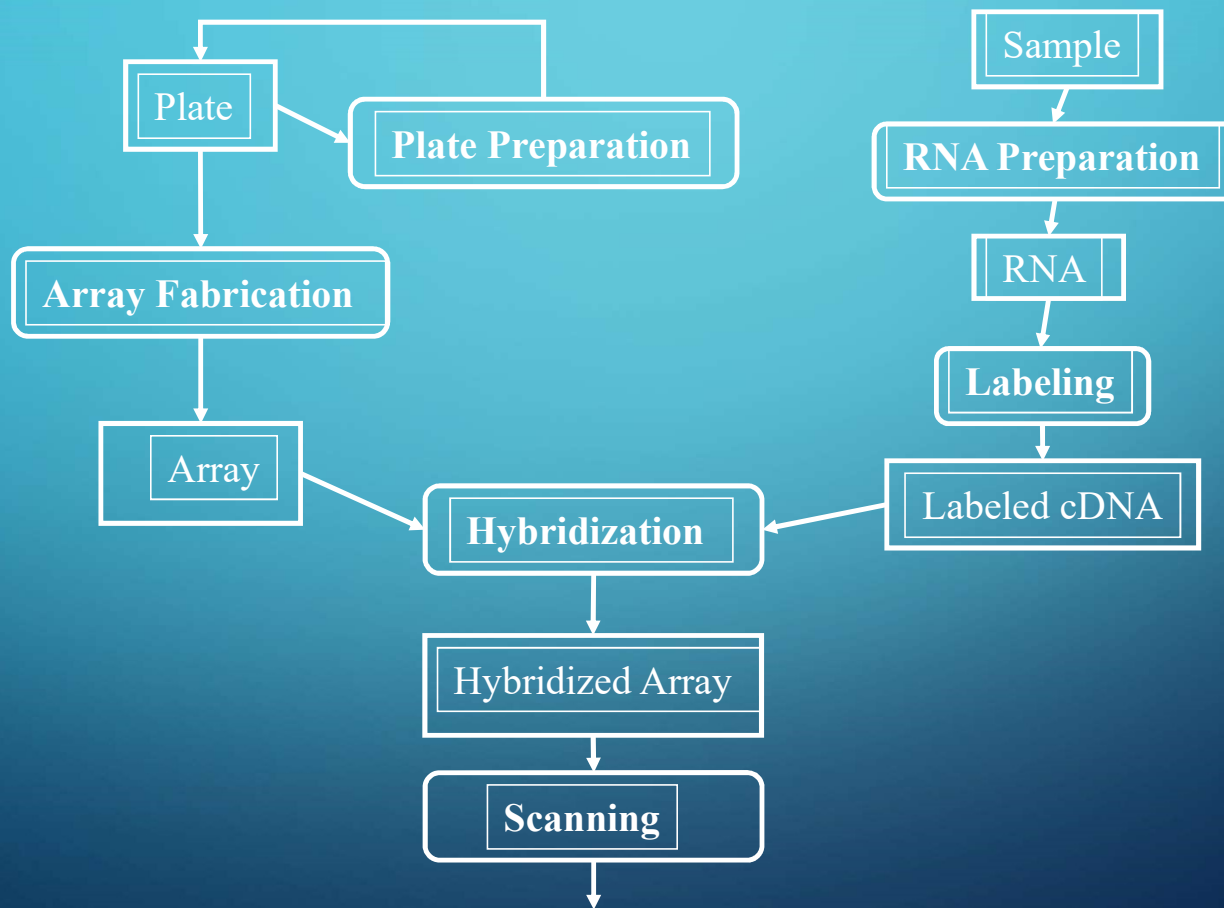 Sample
Plate
Plate Preparation
RNA Preparation
RNA
Array Fabrication
Labeling
Array
Labeled cDNA
Hybridization
Hybridized Array
Scanning